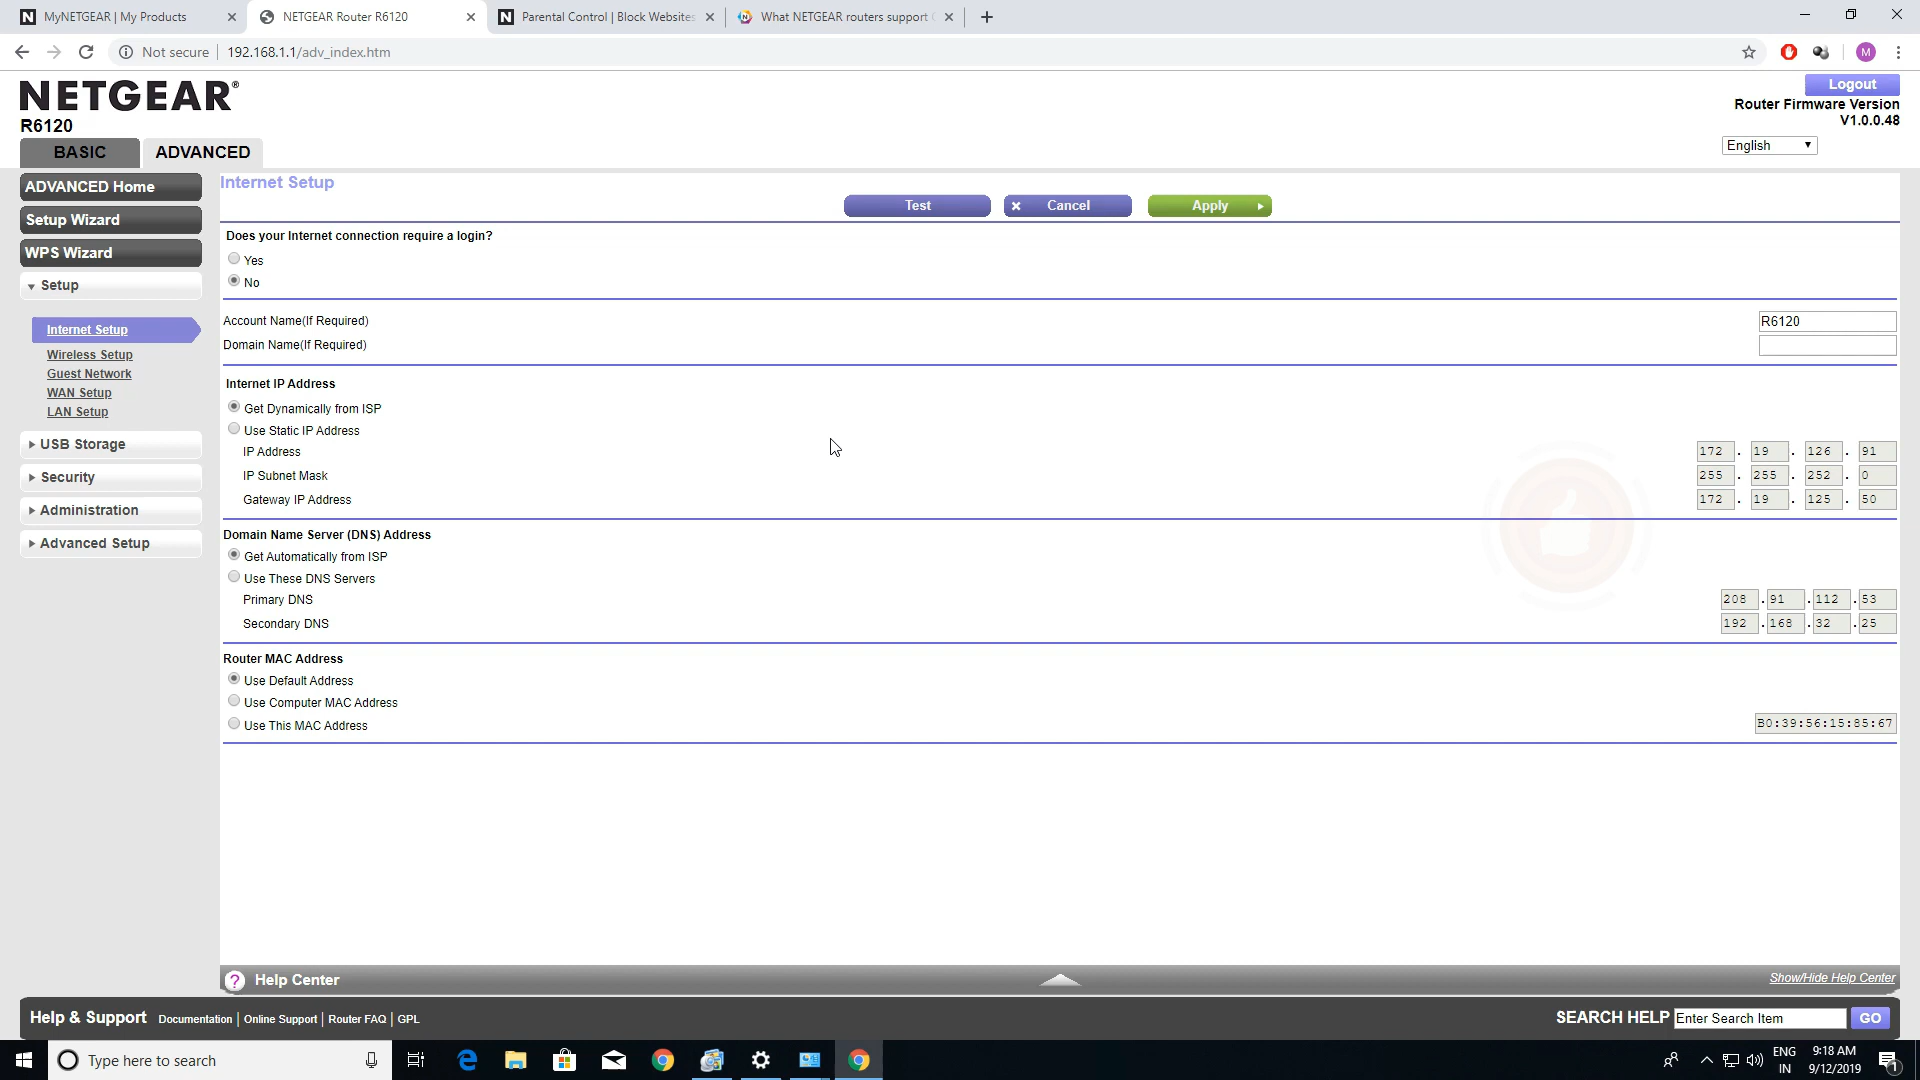 MyNETGEAR | My Products
NETGEAR Router R6120
Parental Control | Block Websites
What NETGEAR routers support
Not secure
192.168.1.1/adv_index.htm
M
NETGEAR®
R6120
Logout
Router Firmware Version
V1.0.0.48
BASIC
ADVANCED
English
ADVANCED Home
Setup Wizard
WPS Wizard
Setup
Internet Setup
Wireless Setup
Guest Network
WAN Setup
LAN Setup
USB Storage
Security
Administration
Advanced Setup
Internet Setup
Test
Cancel
Apply
Does your Internet connection require a login?
Yes
No
Account Name(If Required) R6120
Domain Name(If Required)
Internet IP Address
Get Dynamically from ISP
Use Static IP Address
IP Address 172 . 19 . 126 . 91
IP Subnet Mask 255 . 255 . 252 . 0
Gateway IP Address 172 . 19 . 125 . 50
Domain Name Server (DNS) Address
Get Automatically from ISP
Use These DNS Servers
Primary DNS 208 . 91 . 112 . 53
Secondary DNS 192 . 168 . 32 . 25
Router MAC Address
Use Default Address
Use Computer MAC Address
Use This MAC Address B0:39:56:15:85:67
? Help Center
Show/Hide Help Center
Help & Support Documentation | Online Support | Router FAQ | GPL
SEARCH HELP Enter Search Item GO
Type here to search
ENG
IN
9:18 AM
9/12/2019
1